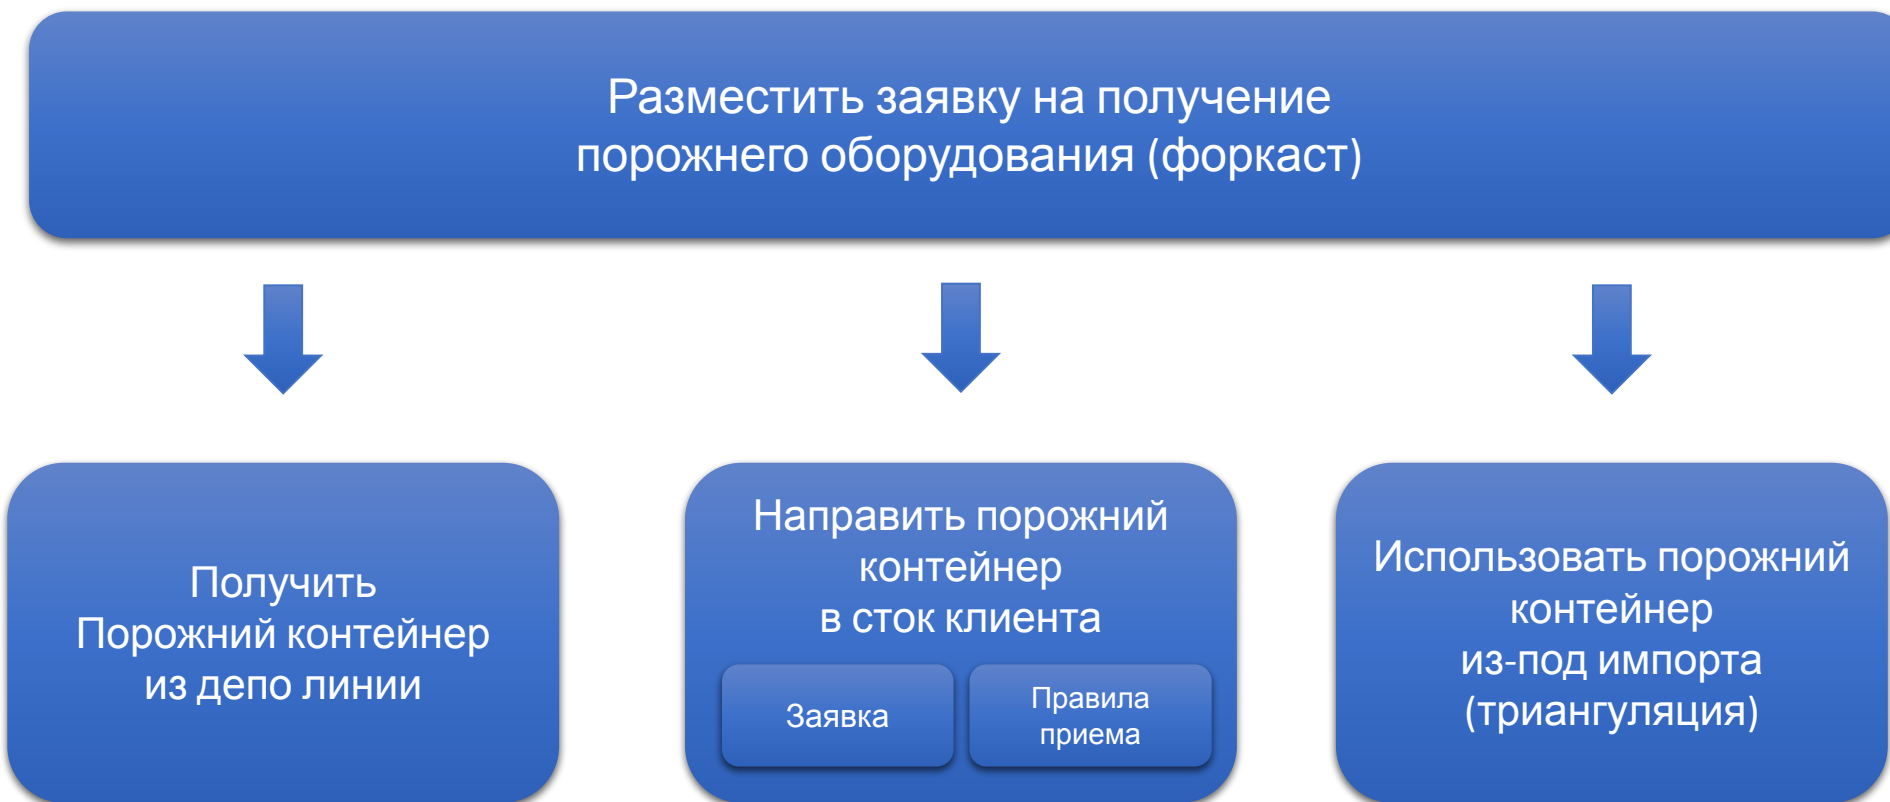 Разместить заявку на получение
порожнего оборудования (форкаст)
Получить
Порожний контейнер
из депо линии
Направить порожний
контейнер
в сток клиента
Заявка
Правила
приема
Использовать порожний
контейнер
из-под импорта
(триангуляция)